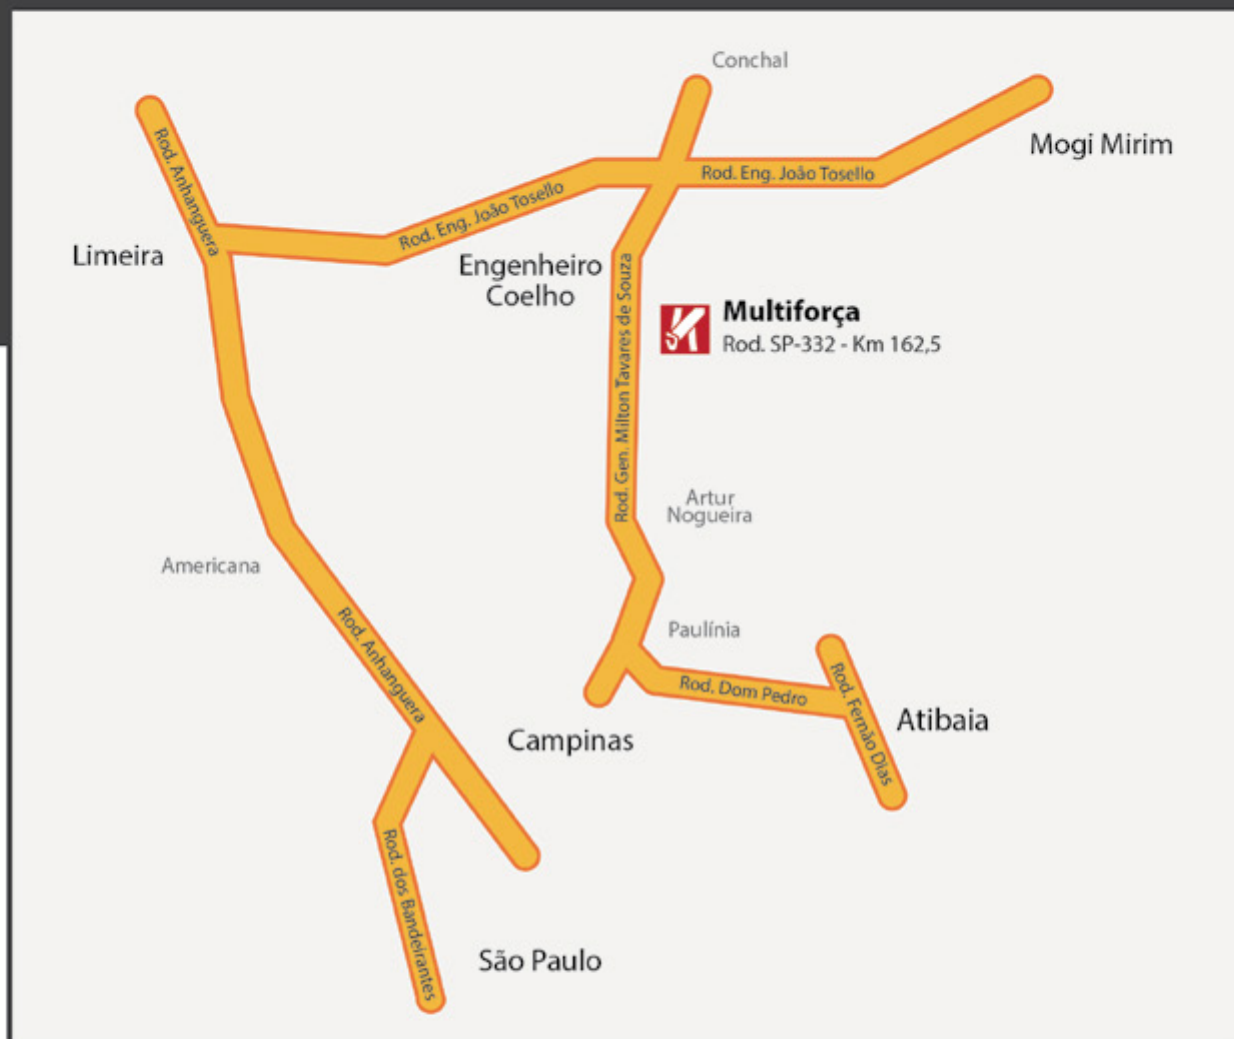 Conchal
Rod. Anhanguera
Mogi Mirim
Rod. Eng. João Tosello
Rod. Eng. João Tosello
Limeira
Engenheiro
Coelho
Rod. Gen. Milton Tavares de Souza
Multiforça
Rod. SP-332 - Km 162,5
Artur
Nogueira
Americana
Rod. Anhanguera
Paulínia
Rod. Dom Pedro
Rod. Fernão Dias
Atibaia
Campinas
Rod. dos Bandeirantes
São Paulo